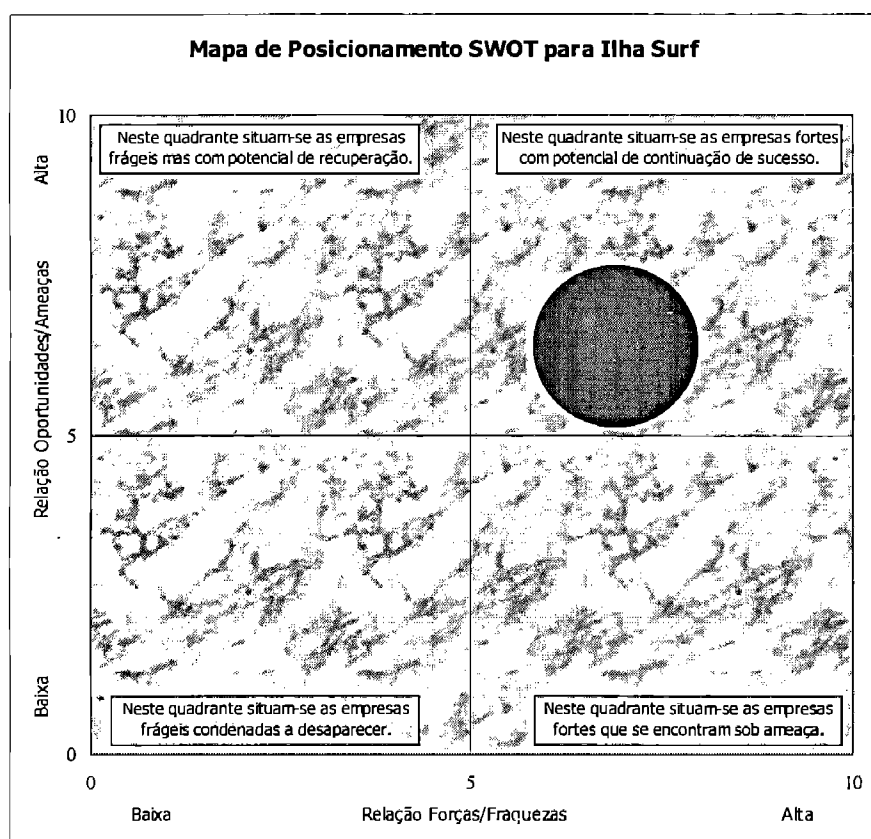 Mapa de Posicionamento SWOT para Ilha Surf
10
Alta
Neste quadrante situam-se as empresas
frágeis mas com potencial de recuperação.
Neste quadrante situam-se as empresas fortes
com potencial de continuação de sucesso.
Relação Oportunidades/Ameaças
5
Baixa
Neste quadrante situam-se as empresas
frágeis condenadas a desaparecer.
Neste quadrante situam-se as empresas
fortes que se encontram sob ameaça.
0
0
5
10
Baixa
Relação Forças/Fraquezas
Alta